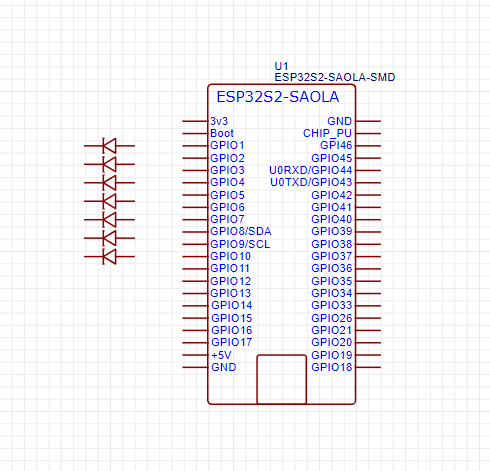 U1
ESP32S2-SAOLA-SMD
ESP32S2-SAOLA
3v3 GND
Boot CHIP_PU
GPIO1 GPI46
GPIO2 GPIO45
GPIO3 U0RXD/GPIO44
GPIO4 U0TXD/GPIO43
GPIO5 GPIO42
GPIO6 GPIO41
GPIO7 GPIO40
GPIO8/SDA GPIO39
GPIO9/SCL GPIO38
GPIO10 GPIO37
GPIO11 GPIO36
GPIO12 GPIO35
GPIO13 GPIO34
GPIO14 GPIO33
GPIO15 GPIO26
GPIO16 GPIO21
GPIO17 GPIO20
+5V GPIO19
GND GPIO18